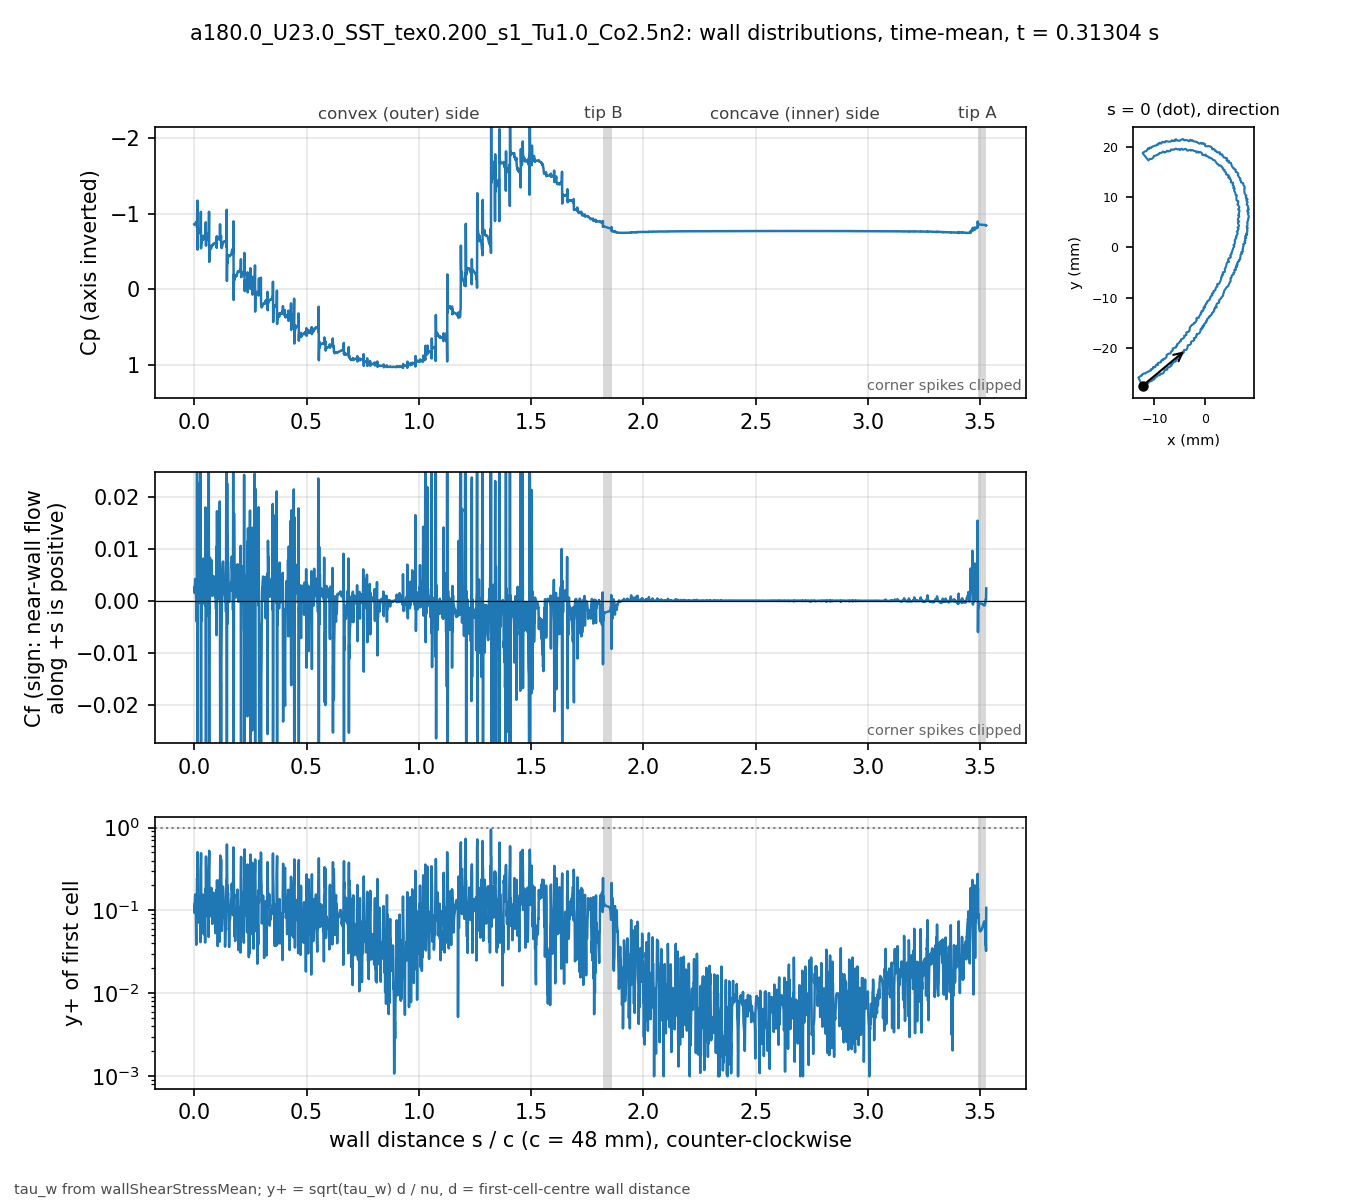 a180.0_U23.0_SST_tex0.200_s1_Tu1.0_Co2.5n2: wall distributions, time-mean, t = 0.31304 s
convex (outer) side
tip B
concave (inner) side
tip A
s = 0 (dot), direction
Cp (axis inverted)
−2
−1
0
1
corner spikes clipped
0.0 0.5 1.0 1.5 2.0 2.5 3.0 3.5
y (mm)
20
10
0
−10
−20
−10 0
x (mm)
Cf (sign: near-wall flow
along +s is positive)
0.02
0.01
0.00
−0.01
−0.02
corner spikes clipped
0.0 0.5 1.0 1.5 2.0 2.5 3.0 3.5
y+ of first cell
10⁰
10⁻¹
10⁻²
10⁻³
0.0 0.5 1.0 1.5 2.0 2.5 3.0 3.5
wall distance s / c (c = 48 mm), counter-clockwise
tau_w from wallShearStressMean; y+ = sqrt(tau_w) d / nu, d = first-cell-centre wall distance